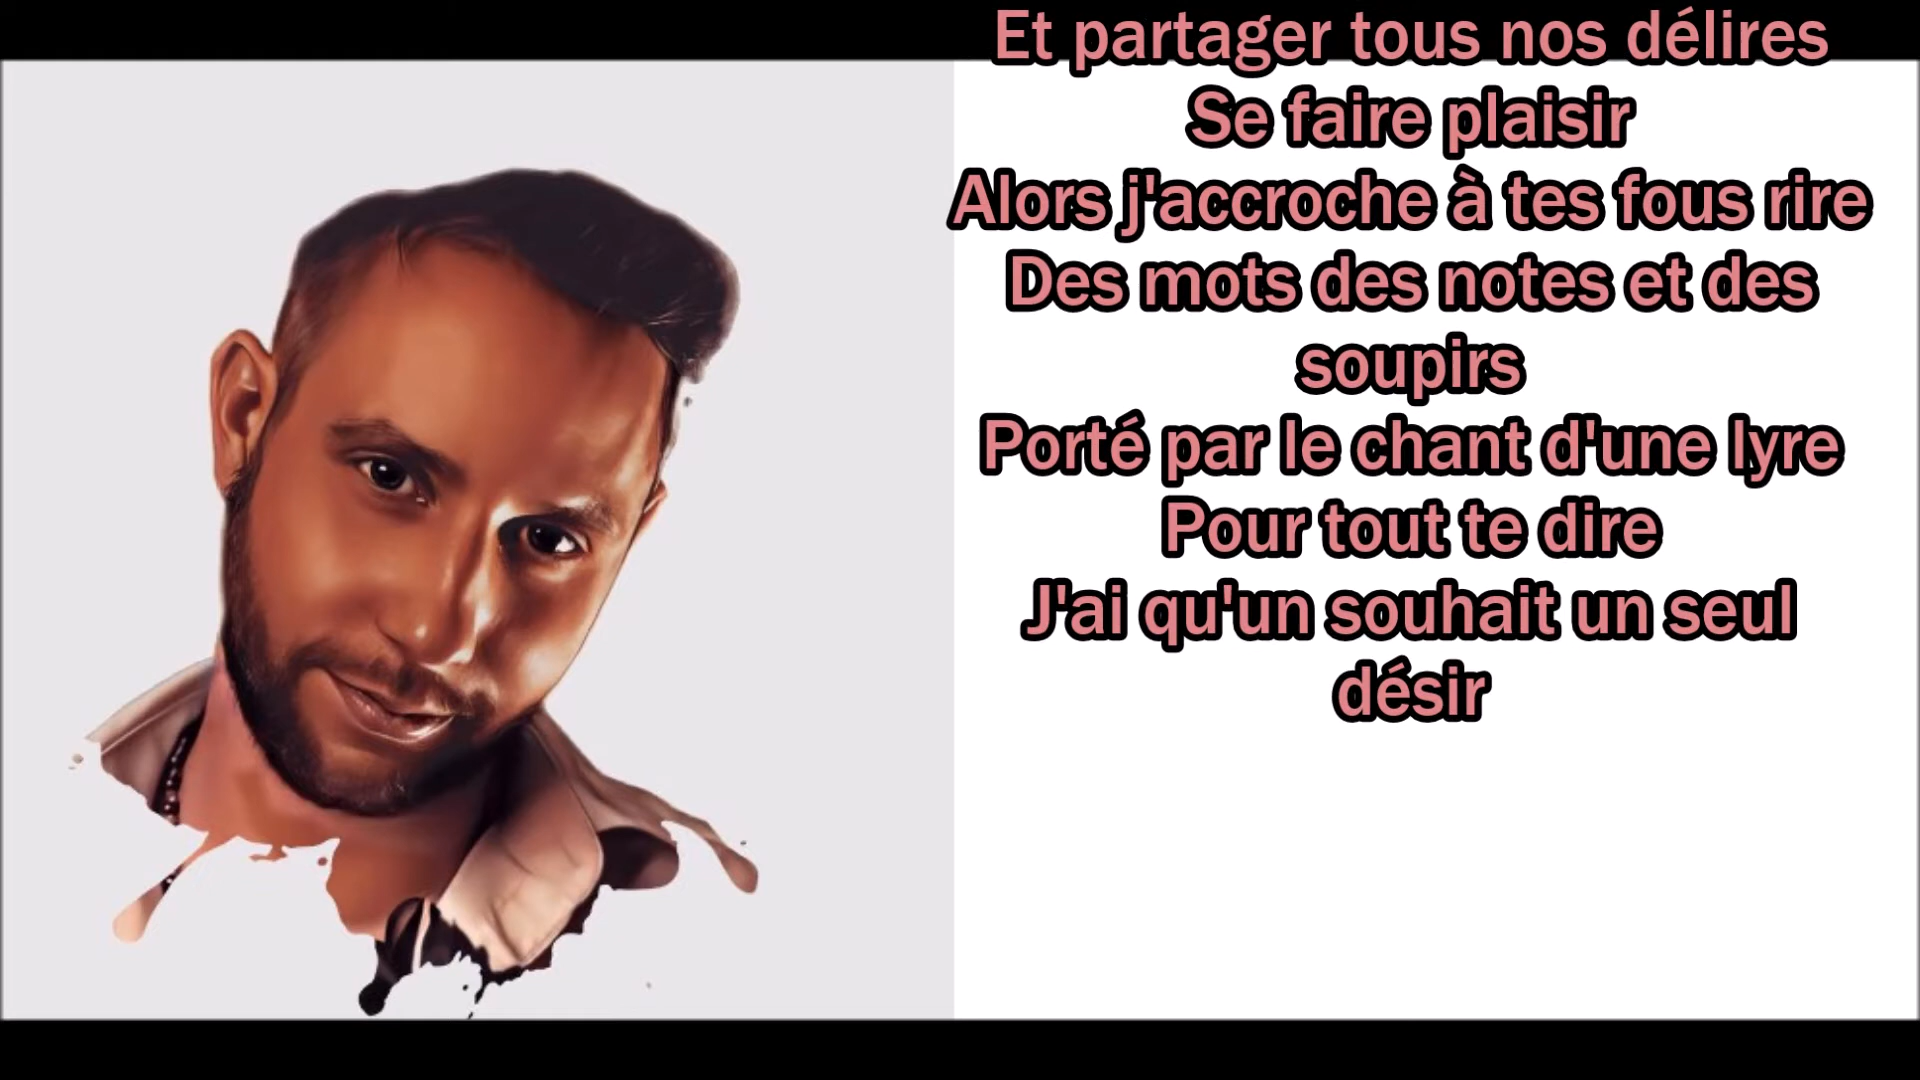 Et partager tous nos délires
Se faire plaisir
Alors j'accroche à tes fous rire
Des mots des notes et des
soupirs
Porté par le chant d'une lyre
Pour tout te dire
J'ai qu'un souhait un seul
désir